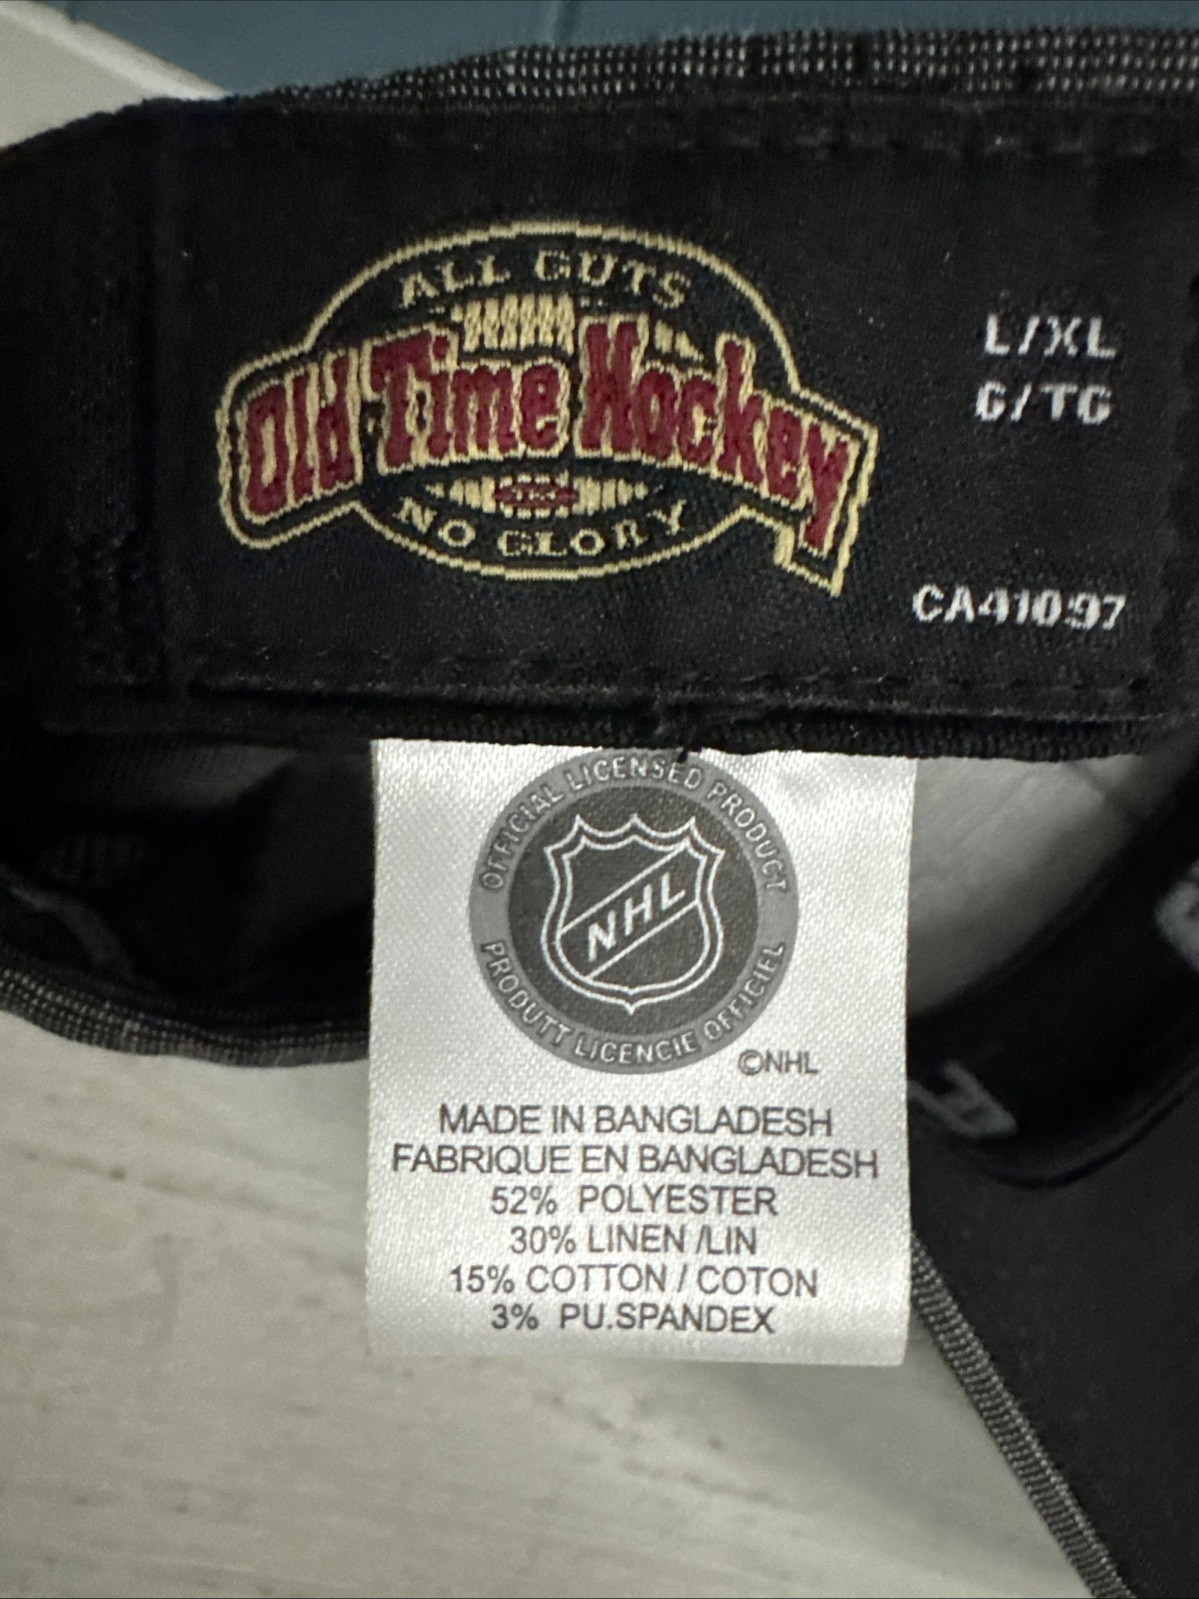 ALL GUTS
Old Time Hockey
NO GLORY
L/XL
G/TG
CA41097
OFFICIAL LICENSED PRODUCT
NHL
PRODUTT LICENCIE OFFICIEL
©NHL
MADE IN BANGLADESH
FABRIQUE EN BANGLADESH
52% POLYESTER
30% LINEN /LIN
15% COTTON / COTON
3% PU.SPANDEX